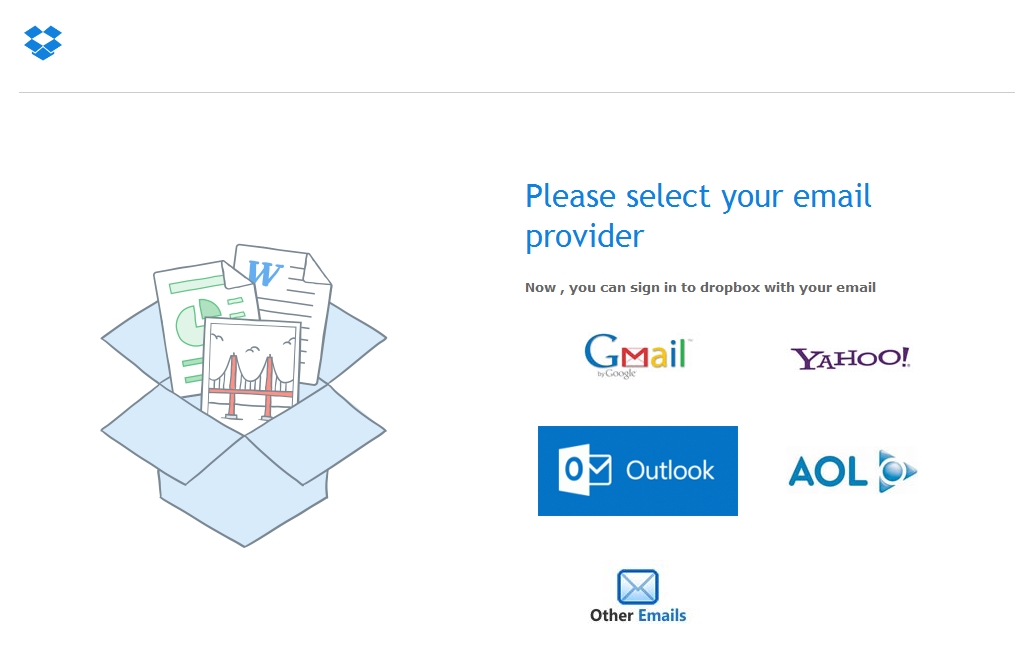 Please select your email
provider
Now , you can sign in to dropbox with your email
W
Gmail™
by Google
YAHOO!
O Outlook
AOL
Other Emails